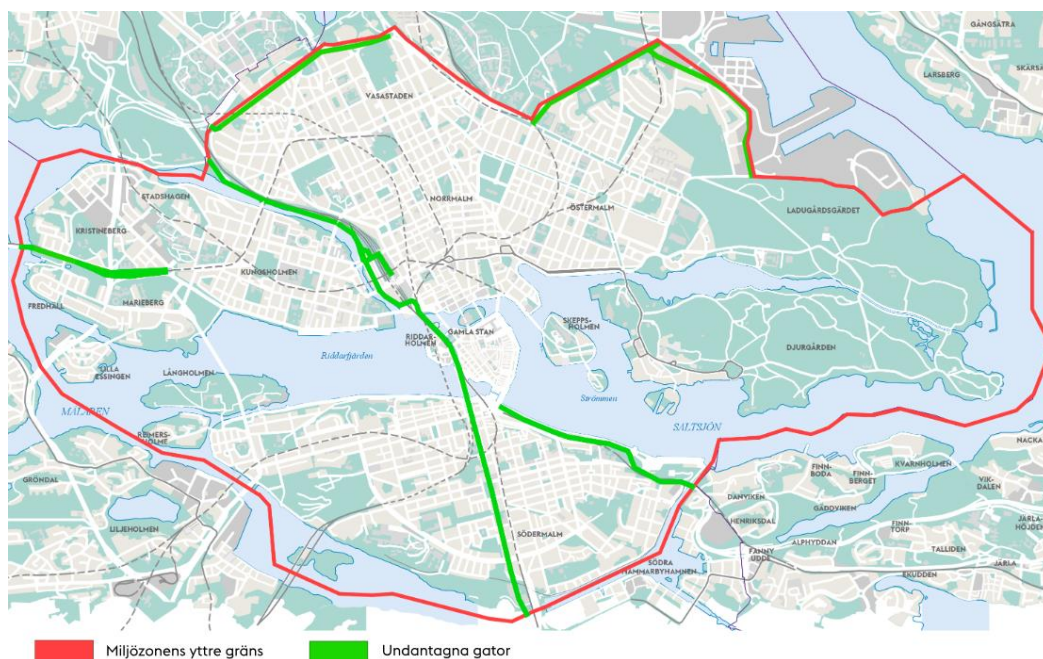 GÅNGSÄTRA
LARSBERG
SKÄRSÄ
VASASTADEN
STADSHAGEN
NORRMALM
ÖSTERMALM
LADUGÅRDSGÄRDET
KRISTINEBERG
KUNGSHOLMEN
FREDHÄLL
MARIEBERG
GAMLA STAN
RIDDAR-
HOLMEN
SKEPPS-
HOLMEN
DJURGÅRDEN
Riddarfjärden
LILLA
ESSINGEN
LÅNGHOLMEN
Strömmen
MÄLAREN
SALTSJÖN
REIMERS-
HOLME
NACKA
GRÖNDAL
FINN-
BODA
FINN-
BERGET
KVARNHOLMEN
VIK-
DALEN
DANVIKEN
GÄDDVIKEN
HENRIKSDAL
JÄRLA-
HÖJDEN
LILJEHOLMEN
FINN-
TORP
SÖDERMALM
ALPHYDDAN
TALLIDEN
FANNY
UDDE
JÄRLA
SÖDRA
HAMMARBYHAMNEN
EKUDDEN
Miljözonens yttre gräns
Undantagna gator